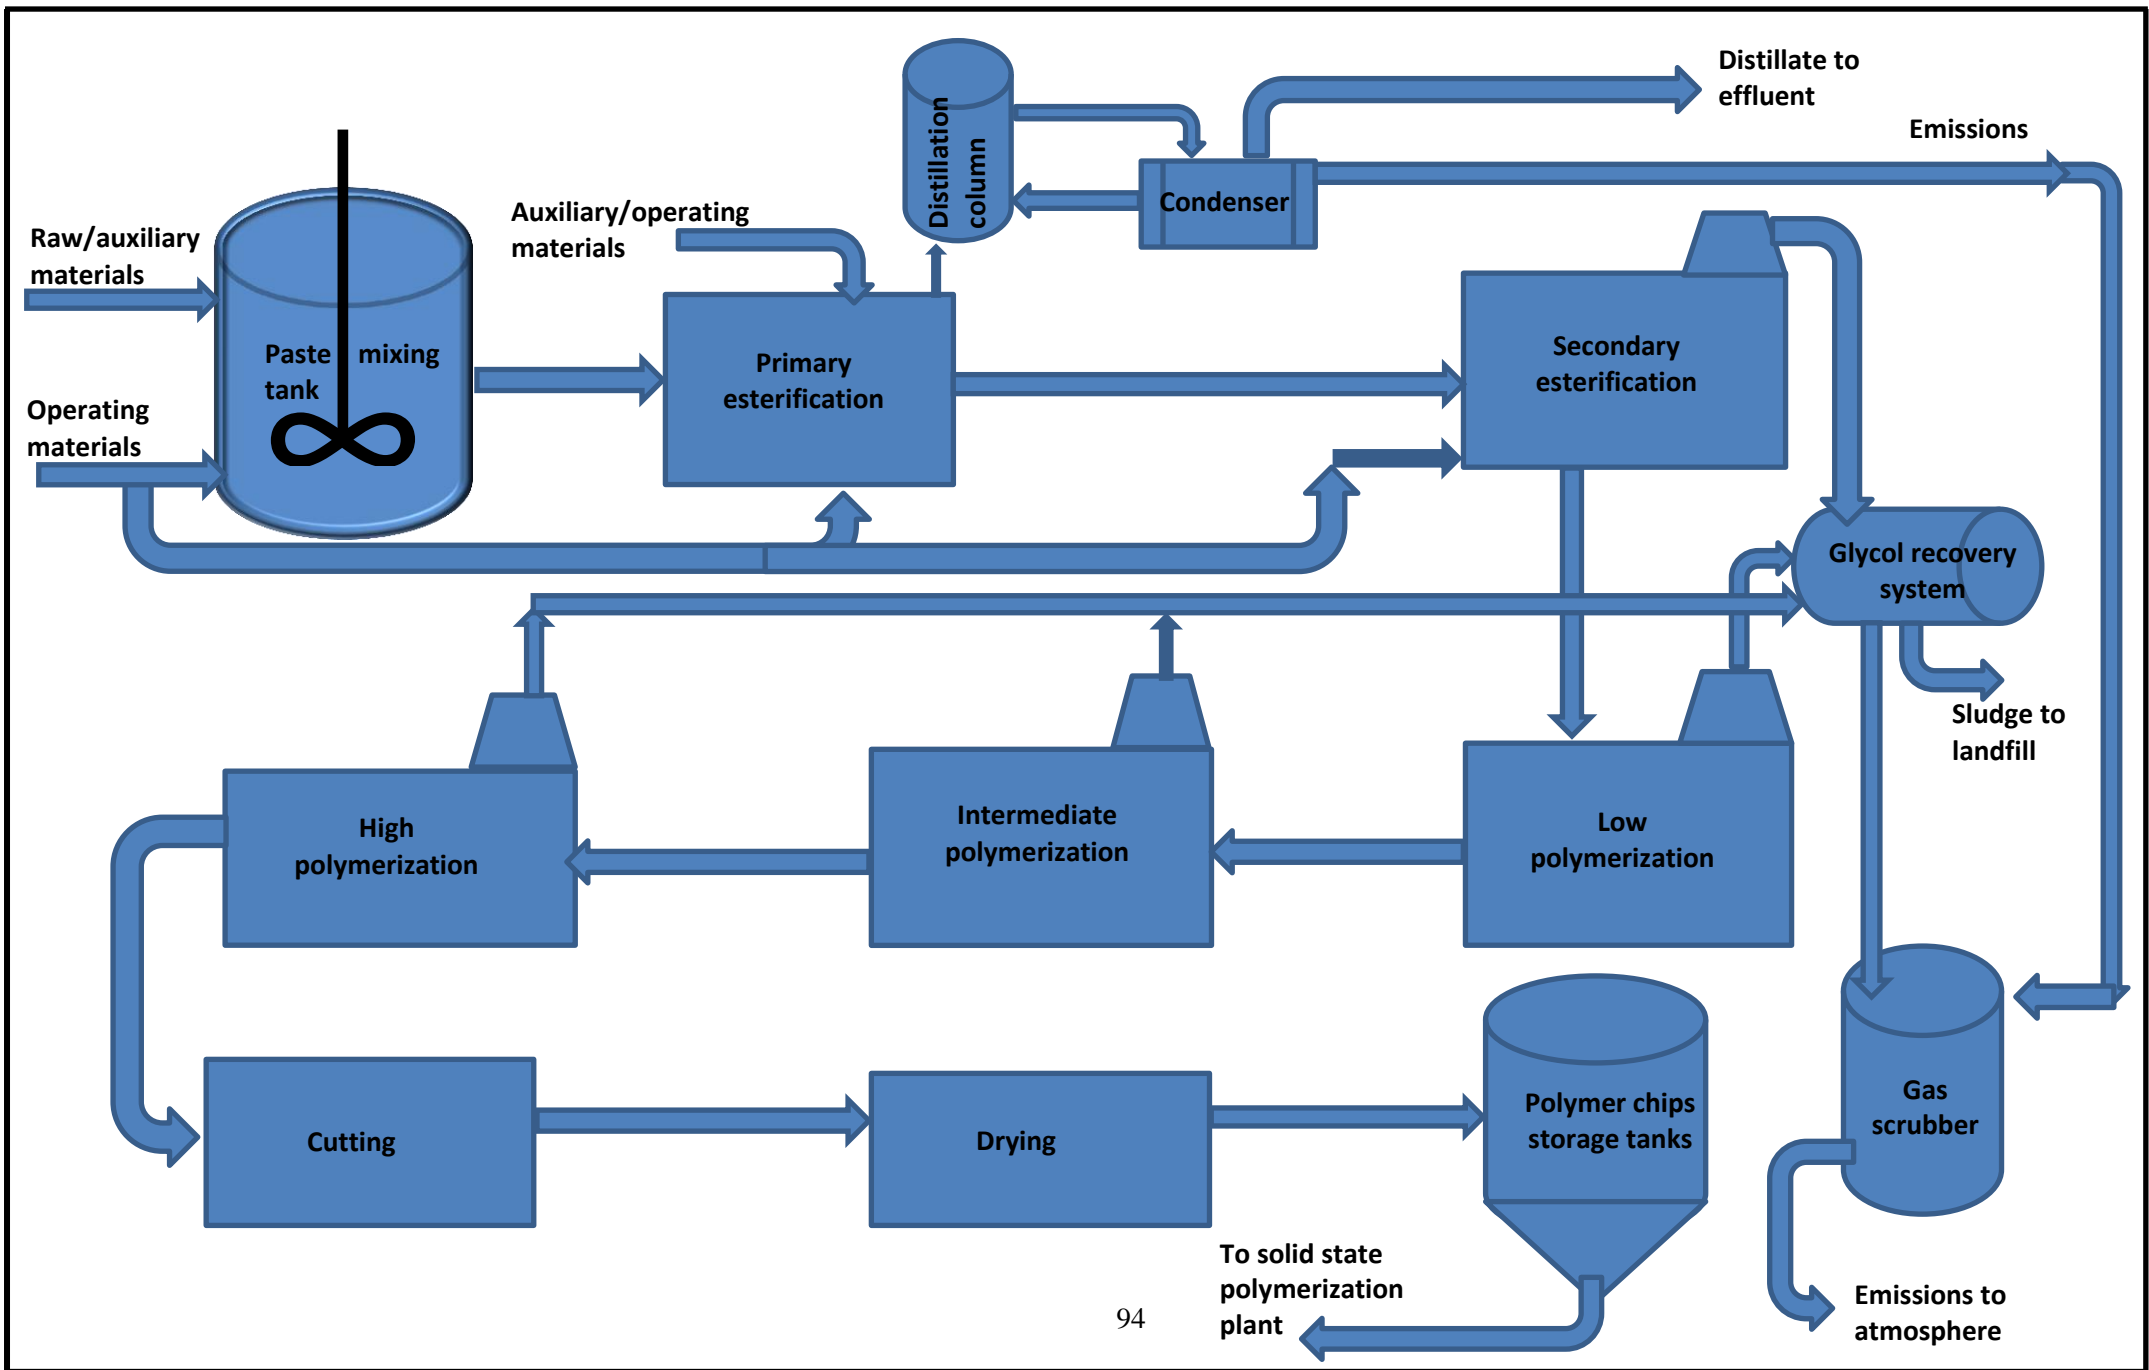 Distillate to
effluent
Emissions
Distillation
column
Condenser
Auxiliary/operating
materials
Raw/auxiliary
materials
Paste mixing
tank
Primary
esterification
Secondary
esterification
Operating
materials
Glycol recovery
system
Sludge to
landfill
High
polymerization
Intermediate
polymerization
Low
polymerization
Cutting
Drying
Polymer chips
storage tanks
Gas
scrubber
To solid state
polymerization
plant
Emissions to
atmosphere
94